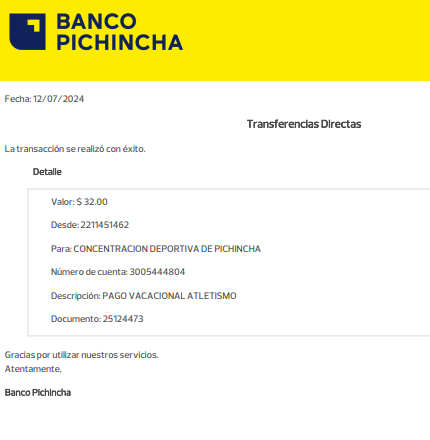 BANCO
PICHINCHA
Fecha: 12/07/2024
Transferencias Directas
La transacción se realizó con éxito.
Detalle
Valor: $ 32.00
Desde: 2211451462
Para: CONCENTRACION DEPORTIVA DE PICHINCHA
Número de cuenta: 3005444804
Descripción: PAGO VACACIONAL ATLETISMO
Documento: 25124473
Gracias por utilizar nuestros servicios.
Atentamente,
Banco Pichincha